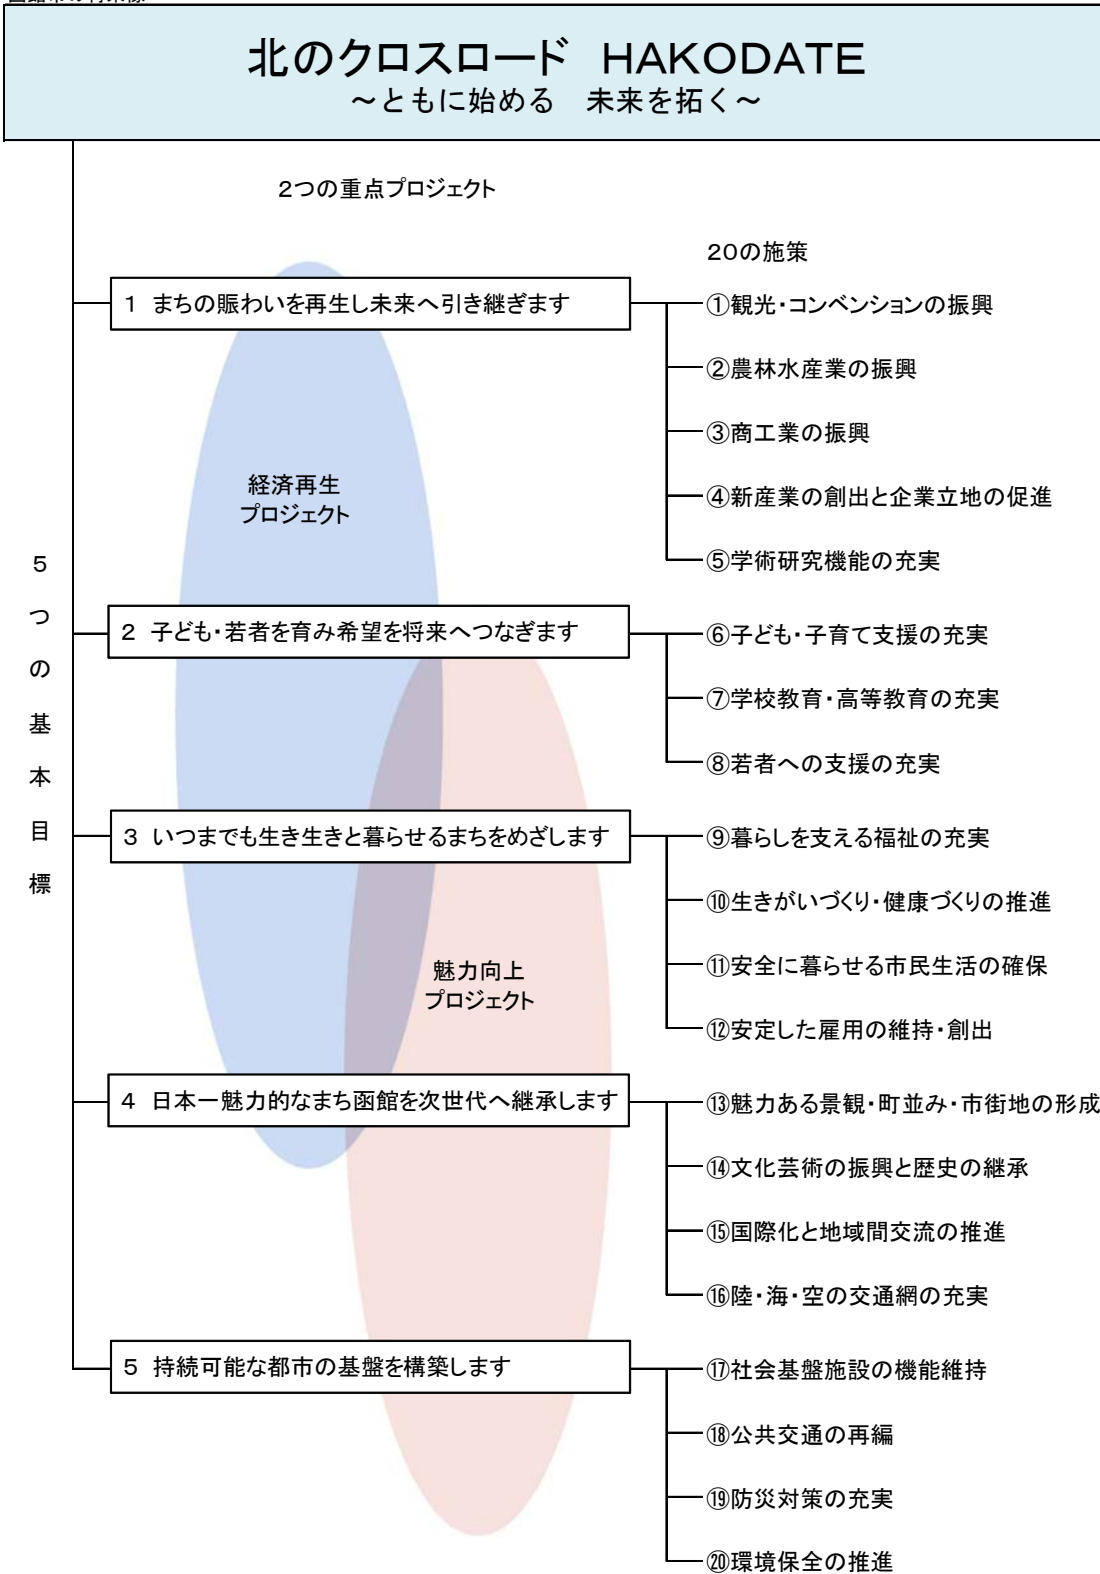 北のクロスロード　HAKODATE
～ともに始める　未来を拓く～
2つの重点プロジェクト
20の施策
5つの基本目標
経済再生
プロジェクト
魅力向上
プロジェクト
1 まちの賑わいを再生し未来へ引き継ぎます
①観光・コンベンションの振興
②農林水産業の振興
③商工業の振興
④新産業の創出と企業立地の促進
⑤学術研究機能の充実
2 子ども・若者を育み希望を将来へつなぎます
⑥子ども・子育て支援の充実
⑦学校教育・高等教育の充実
⑧若者への支援の充実
3 いつまでも生き生きと暮らせるまちをめざします
⑨暮らしを支える福祉の充実
⑩生きがいづくり・健康づくりの推進
⑪安全に暮らせる市民生活の確保
⑫安定した雇用の維持・創出
4 日本一魅力的なまち函館を次世代へ継承します
⑬魅力ある景観・町並み・市街地の形成
⑭文化芸術の振興と歴史の継承
⑮国際化と地域間交流の推進
⑯陸・海・空の交通網の充実
5 持続可能な都市の基盤を構築します
⑰社会基盤施設の機能維持
⑱公共交通の再編
⑲防災対策の充実
⑳環境保全の推進